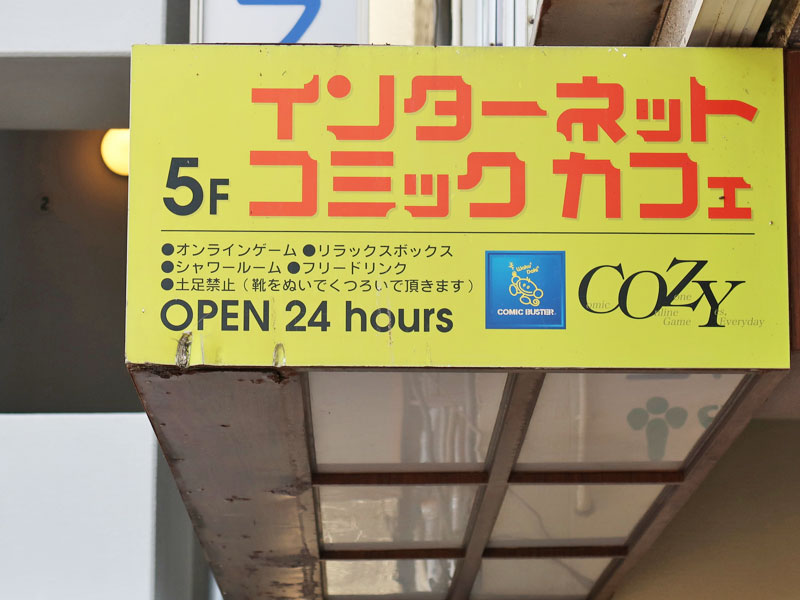 インターネット
5F コミックカフェ
●オンラインゲーム ●リラックスボックス
●シャワールーム ●フリードリンク
●土足禁止(靴をぬいでくつろいで頂きます)
OPEN 24 hours
COMIC BUSTER
COZY
Game
Everyday
2